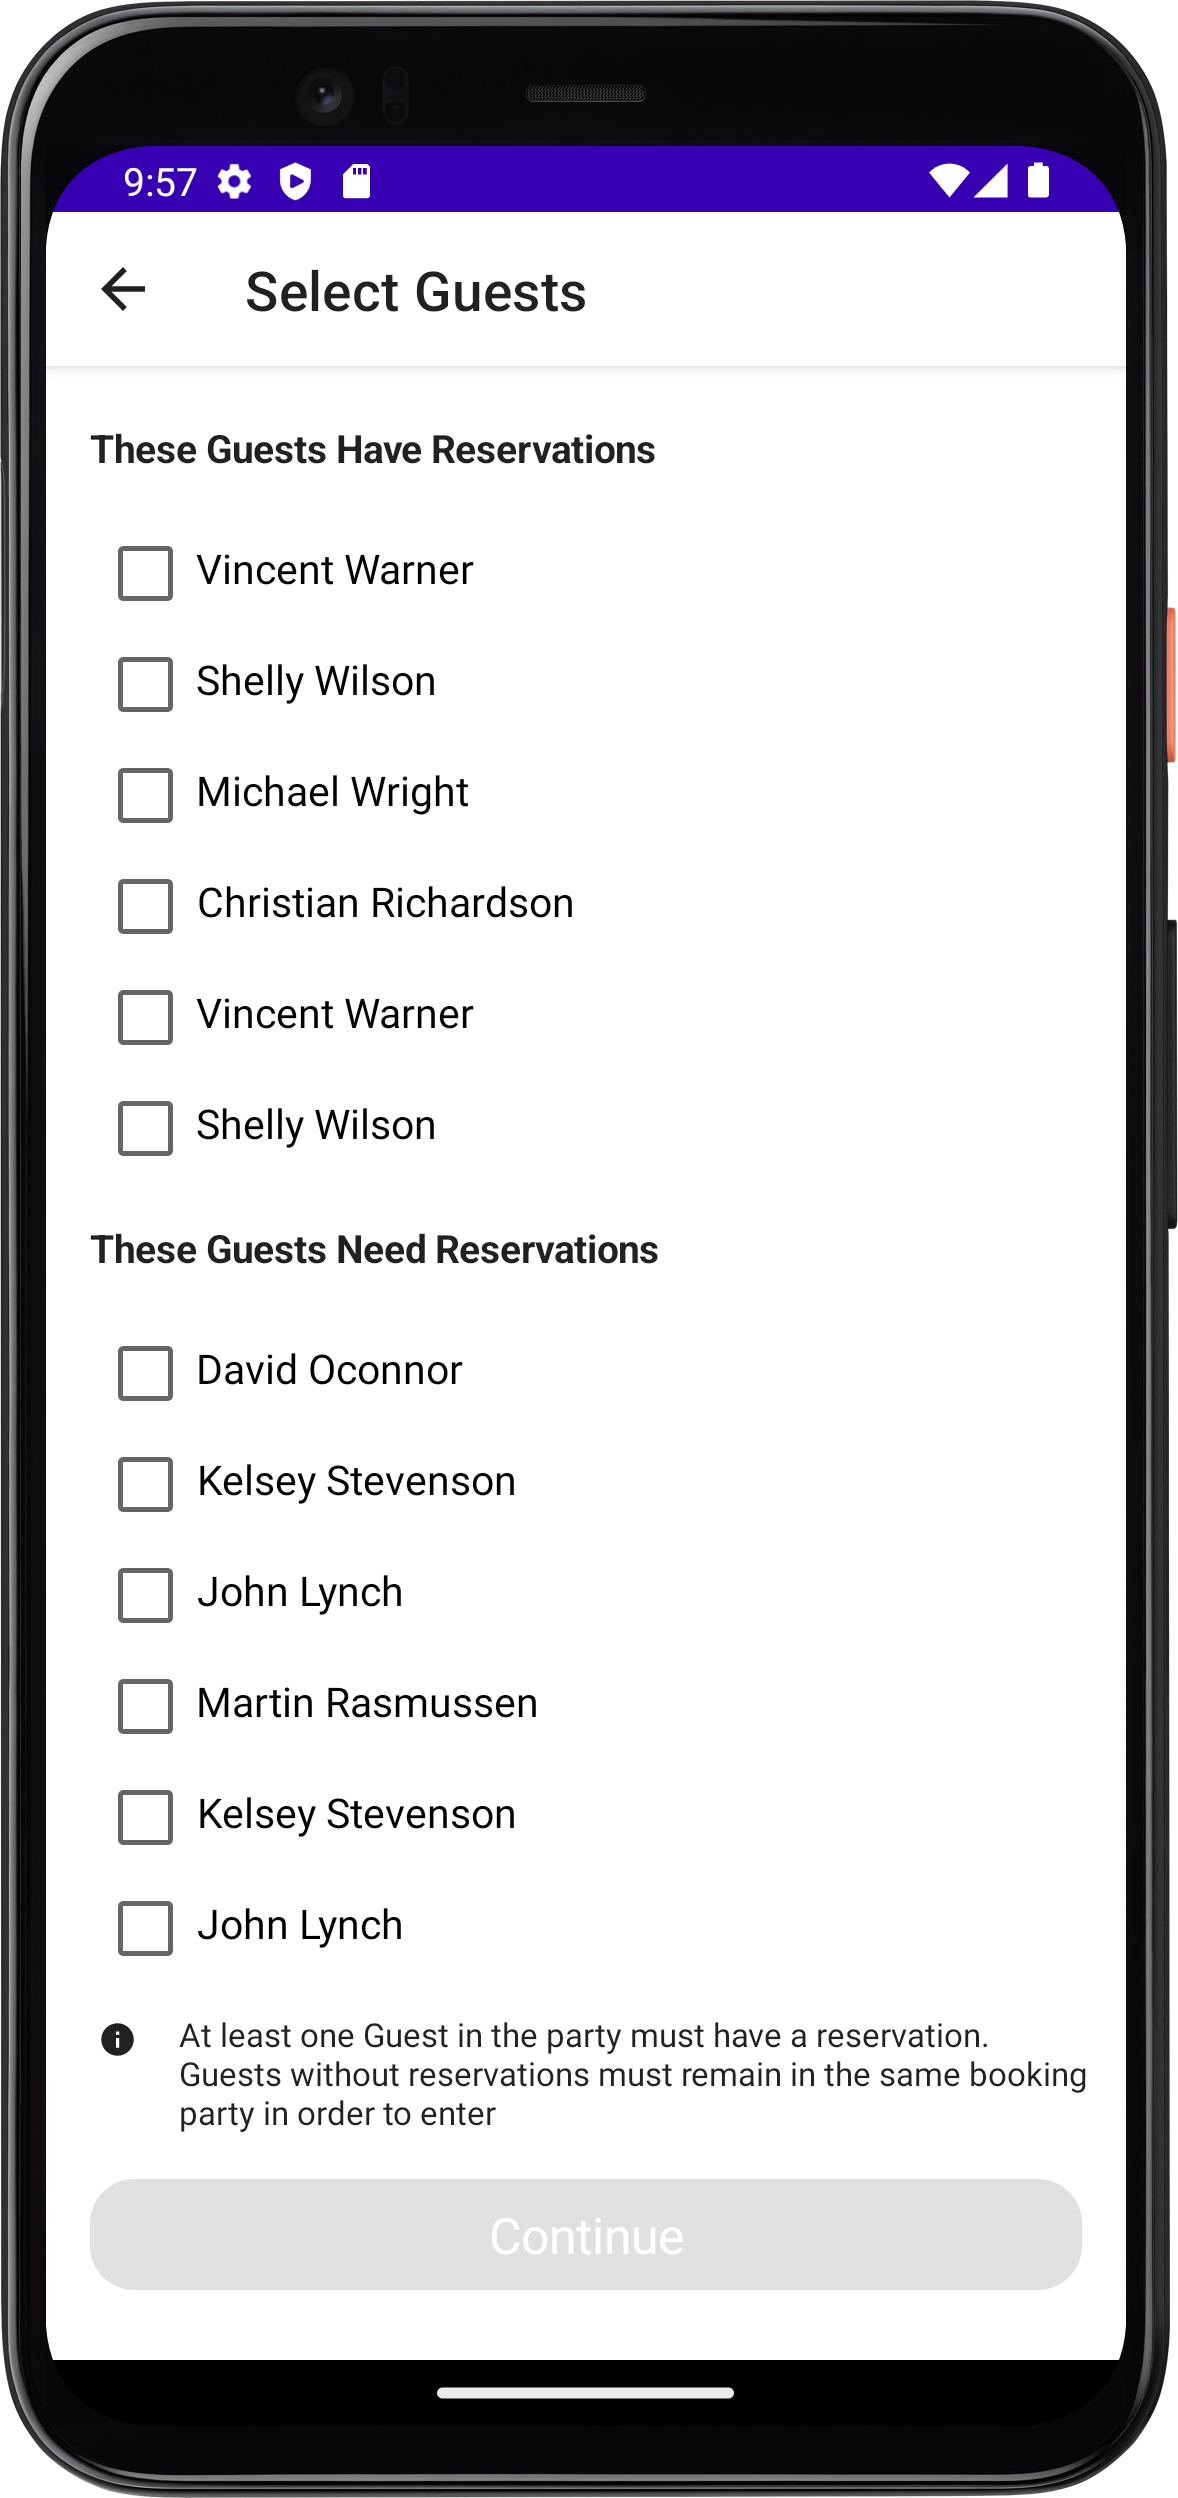 9:57
Select Guests
These Guests Have Reservations
Vincent Warner
Shelly Wilson
Michael Wright
Christian Richardson
Vincent Warner
Shelly Wilson
These Guests Need Reservations
David Oconnor
Kelsey Stevenson
John Lynch
Martin Rasmussen
Kelsey Stevenson
John Lynch
At least one Guest in the party must have a reservation.
Guests without reservations must remain in the same booking
party in order to enter
Continue